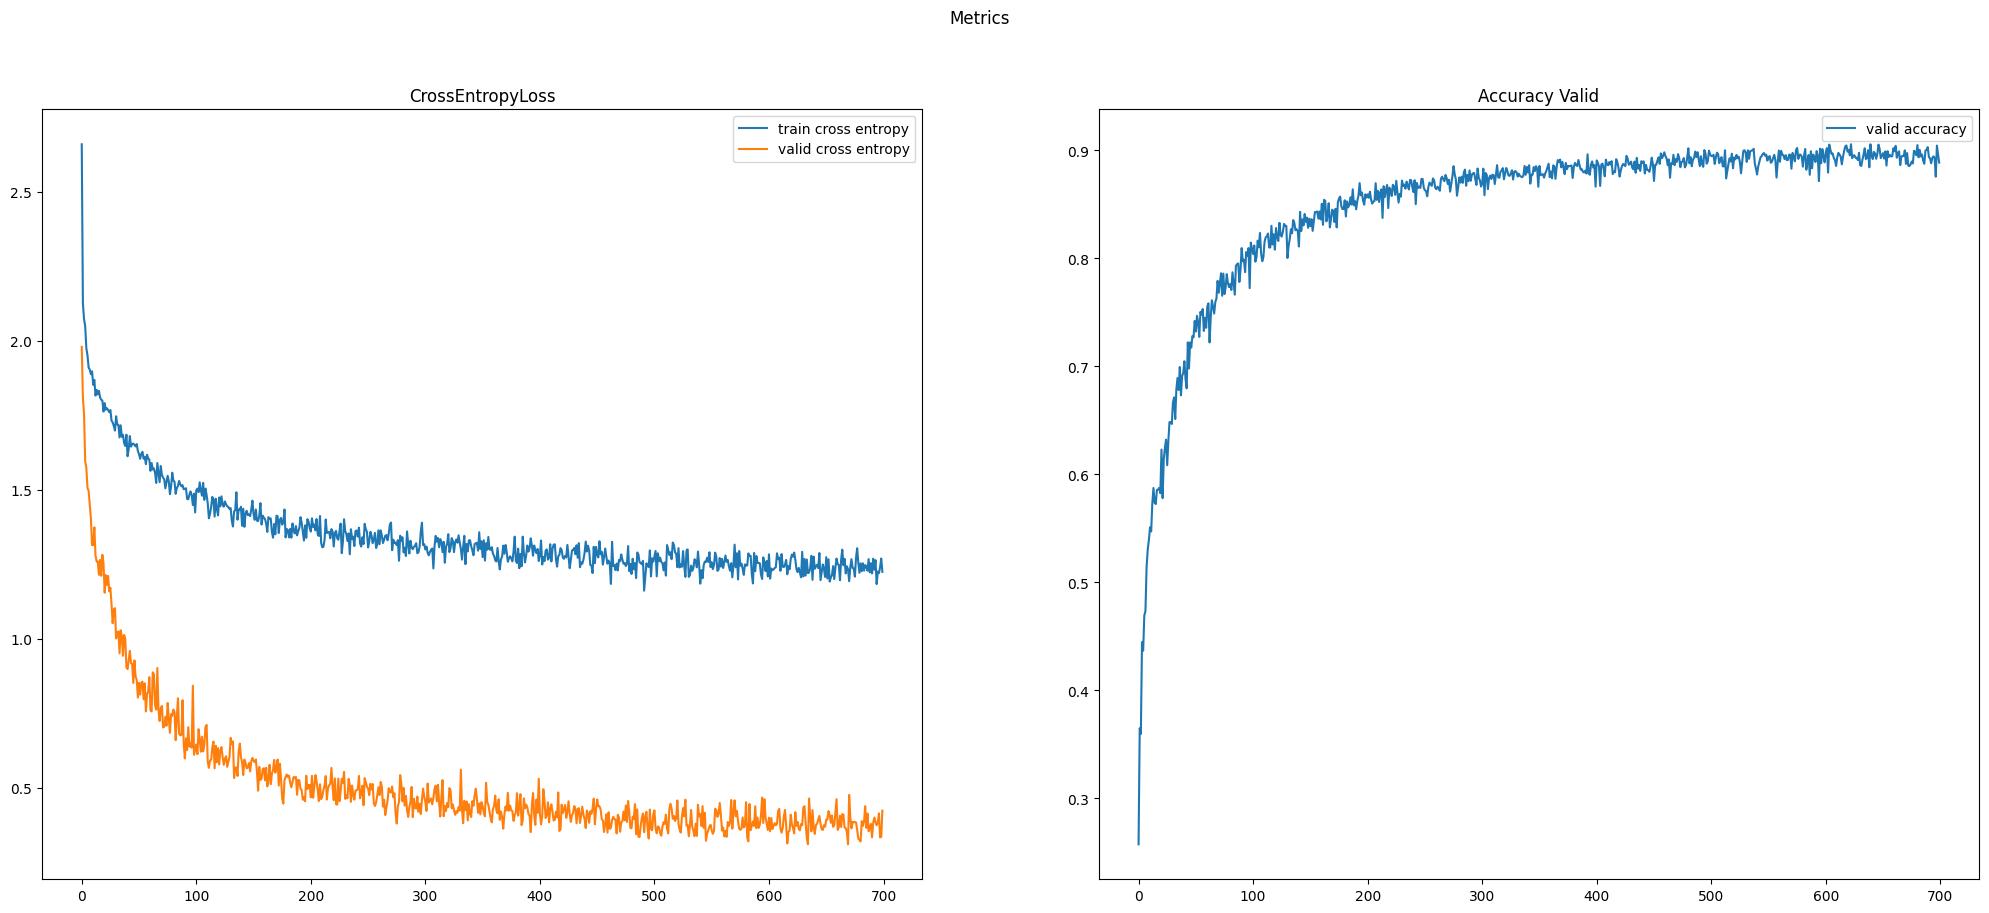 Metrics
CrossEntropyLoss
train cross entropy
valid cross entropy
2.5
2.0
1.5
1.0
0.5
0 100 200 300 400 500 600 700
Accuracy Valid
valid accuracy
0.9
0.8
0.7
0.6
0.5
0.4
0.3
0 100 200 300 400 500 600 700